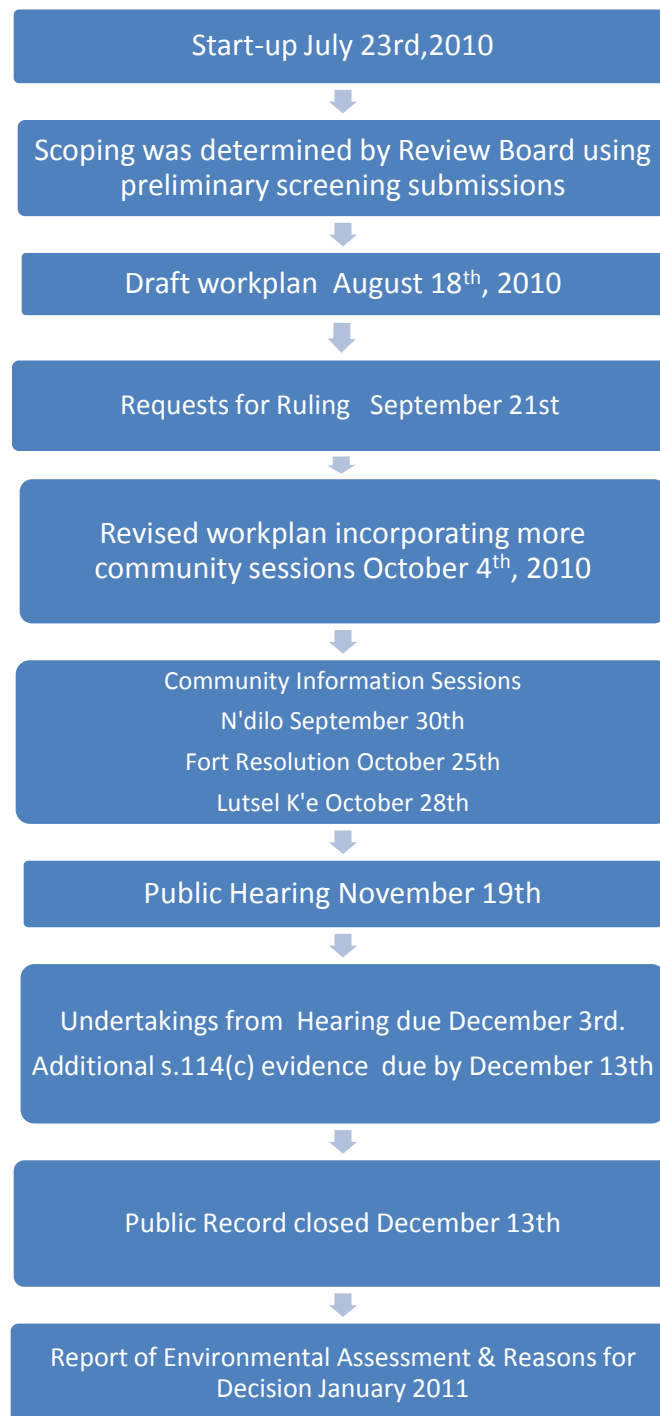 Start-up July 23rd,2010
Scoping was determined by Review Board using
preliminary screening submissions
Draft workplan August 18th, 2010
Requests for Ruling September 21st
Revised workplan incorporating more
community sessions October 4th, 2010
Community Information Sessions
N'dilo September 30th
Fort Resolution October 25th
Lutsel K'e October 28th
Public Hearing November 19th
Undertakings from Hearing due December 3rd.
Additional s.114(c) evidence due by December 13th
Public Record closed December 13th
Report of Environmental Assessment & Reasons for
Decision January 2011